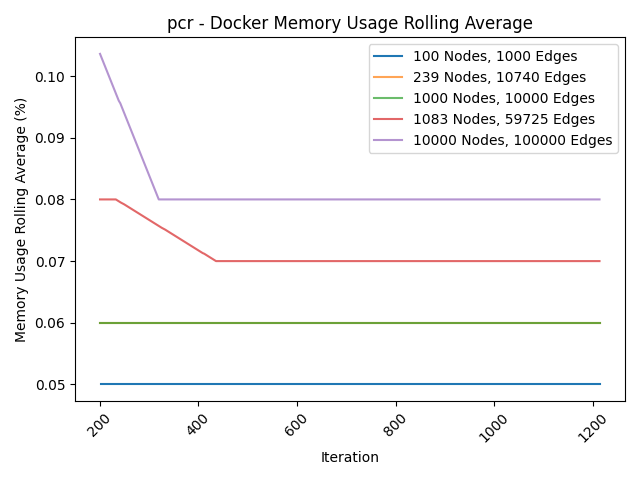 pcr - Docker Memory Usage Rolling Average
100 Nodes, 1000 Edges
239 Nodes, 10740 Edges
1000 Nodes, 10000 Edges
1083 Nodes, 59725 Edges
10000 Nodes, 100000 Edges
Memory Usage Rolling Average (%)
0.10
0.09
0.08
0.07
0.06
0.05
200
400
600
800
1000
1200
Iteration